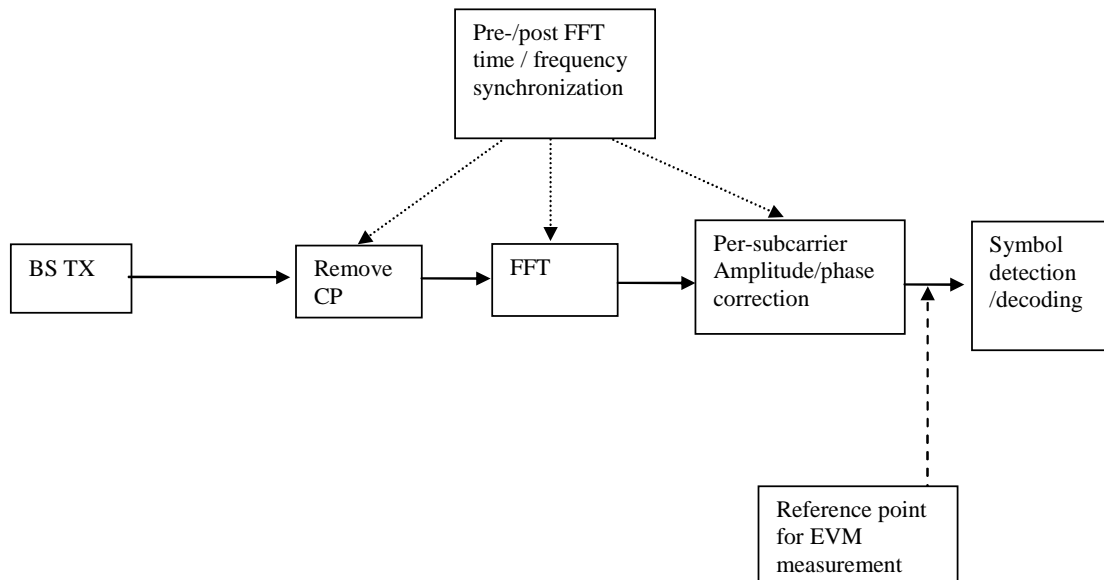 Pre-/post FFT
time / frequency
synchronization
BS TX
Remove
CP
FFT
Per-subcarrier
Amplitude/phase
correction
Symbol
detection
/decoding
Reference point
for EVM
measurement